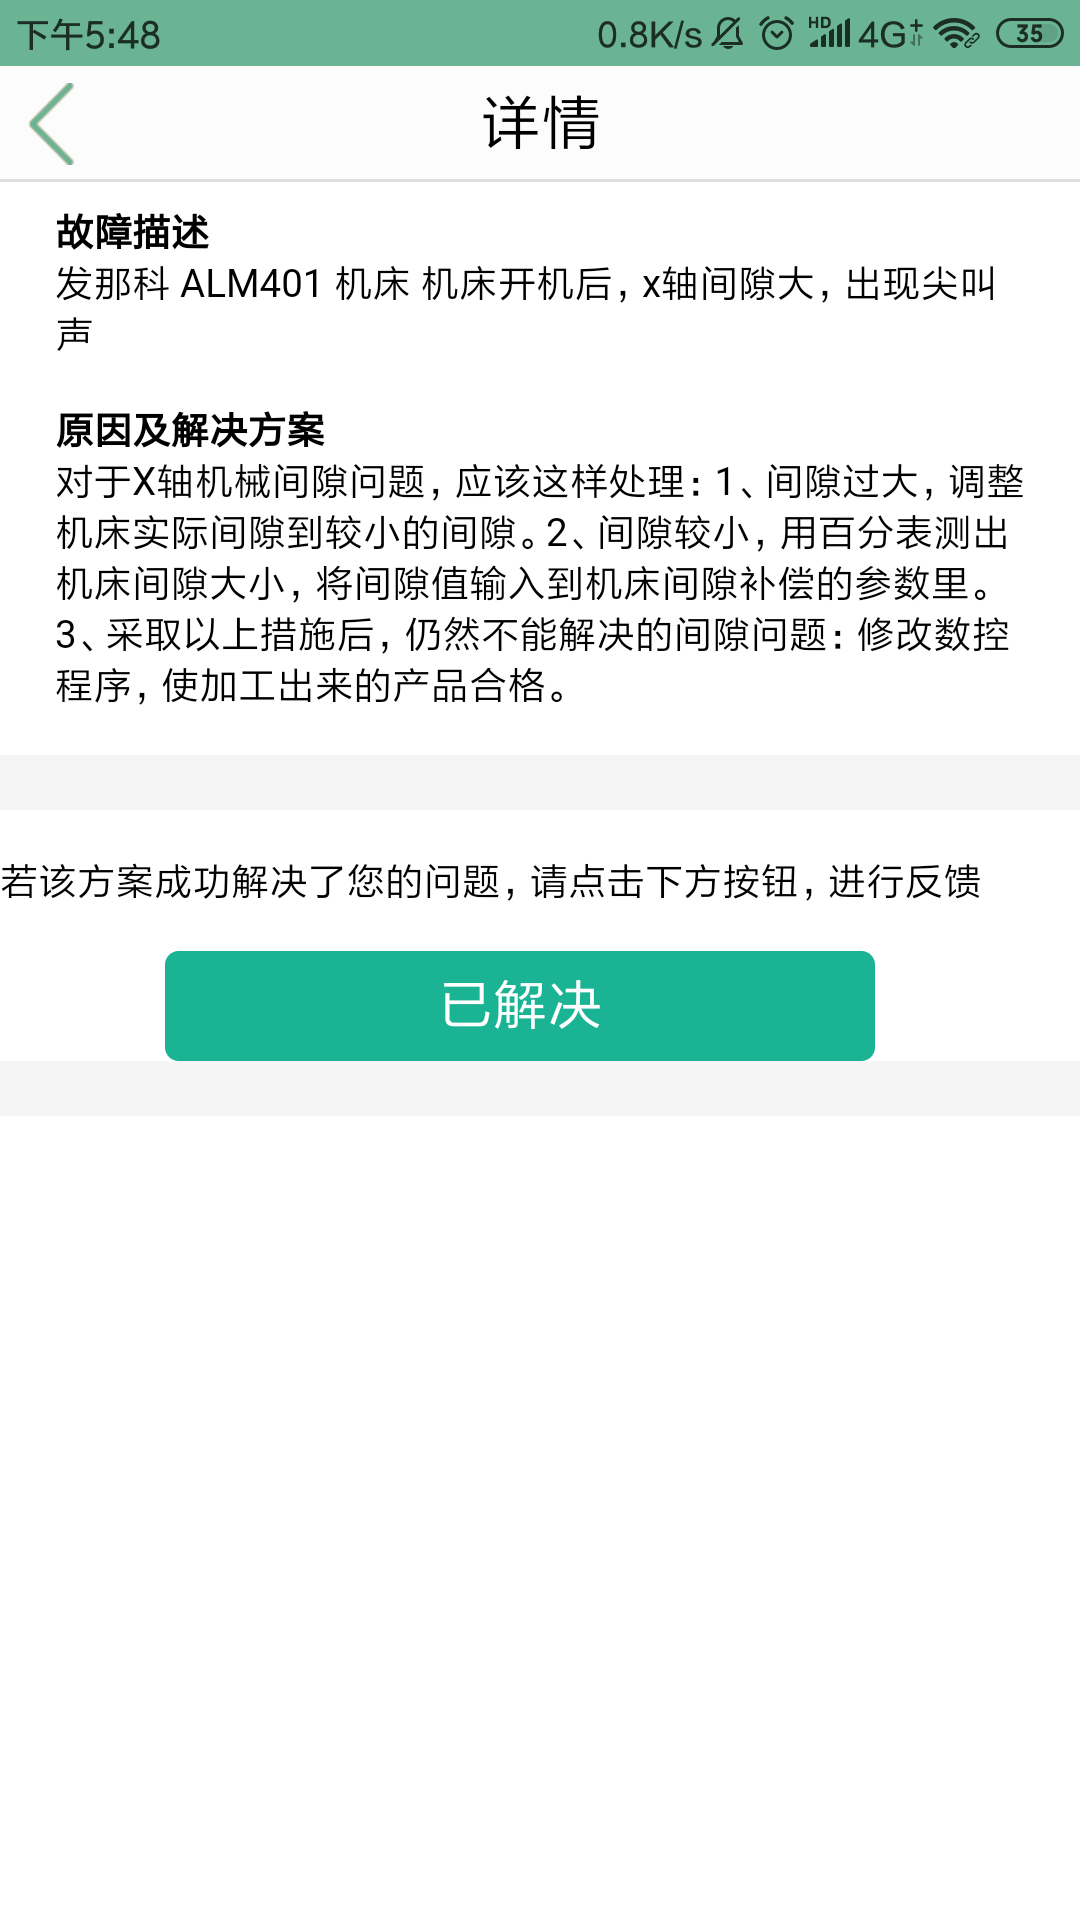 下午5:48 0.8K/s HD 4G+ 35
详情
故障描述
发那科 ALM401 机床 机床开机后，x轴间隙大，出现尖叫
声
原因及解决方案
对于X轴机械间隙问题，应该这样处理：1、间隙过大，调整
机床实际间隙到较小的间隙。2、间隙较小，用百分表测出
机床间隙大小，将间隙值输入到机床间隙补偿的参数里。
3、采取以上措施后，仍然不能解决的间隙问题：修改数控
程序，使加工出来的产品合格。
若该方案成功解决了您的问题，请点击下方按钮，进行反馈
已解决